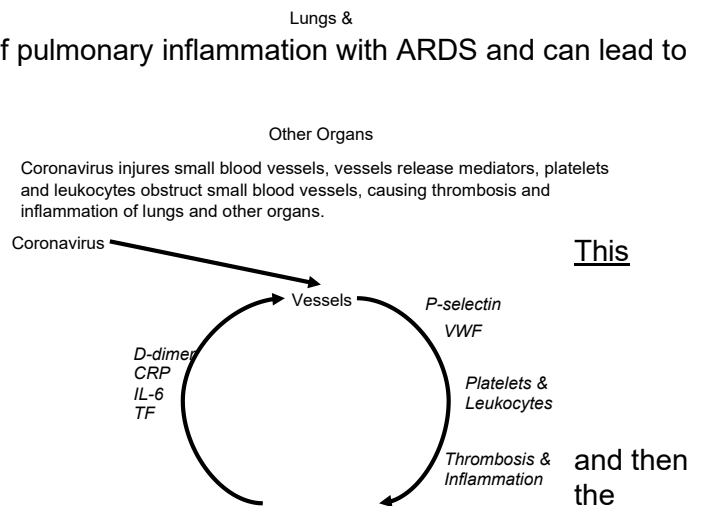 Lungs &
f pulmonary inflammation with ARDS and can lead to
Other Organs
Coronavirus injures small blood vessels, vessels release mediators, platelets
and leukocytes obstruct small blood vessels, causing thrombosis and
inflammation of lungs and other organs.
Coronavirus
This
Vessels
P-selectin
VWF
D-dimer
CRP
IL-6
TF
Platelets &
Leukocytes
Thrombosis &
Inflammation
and then
the